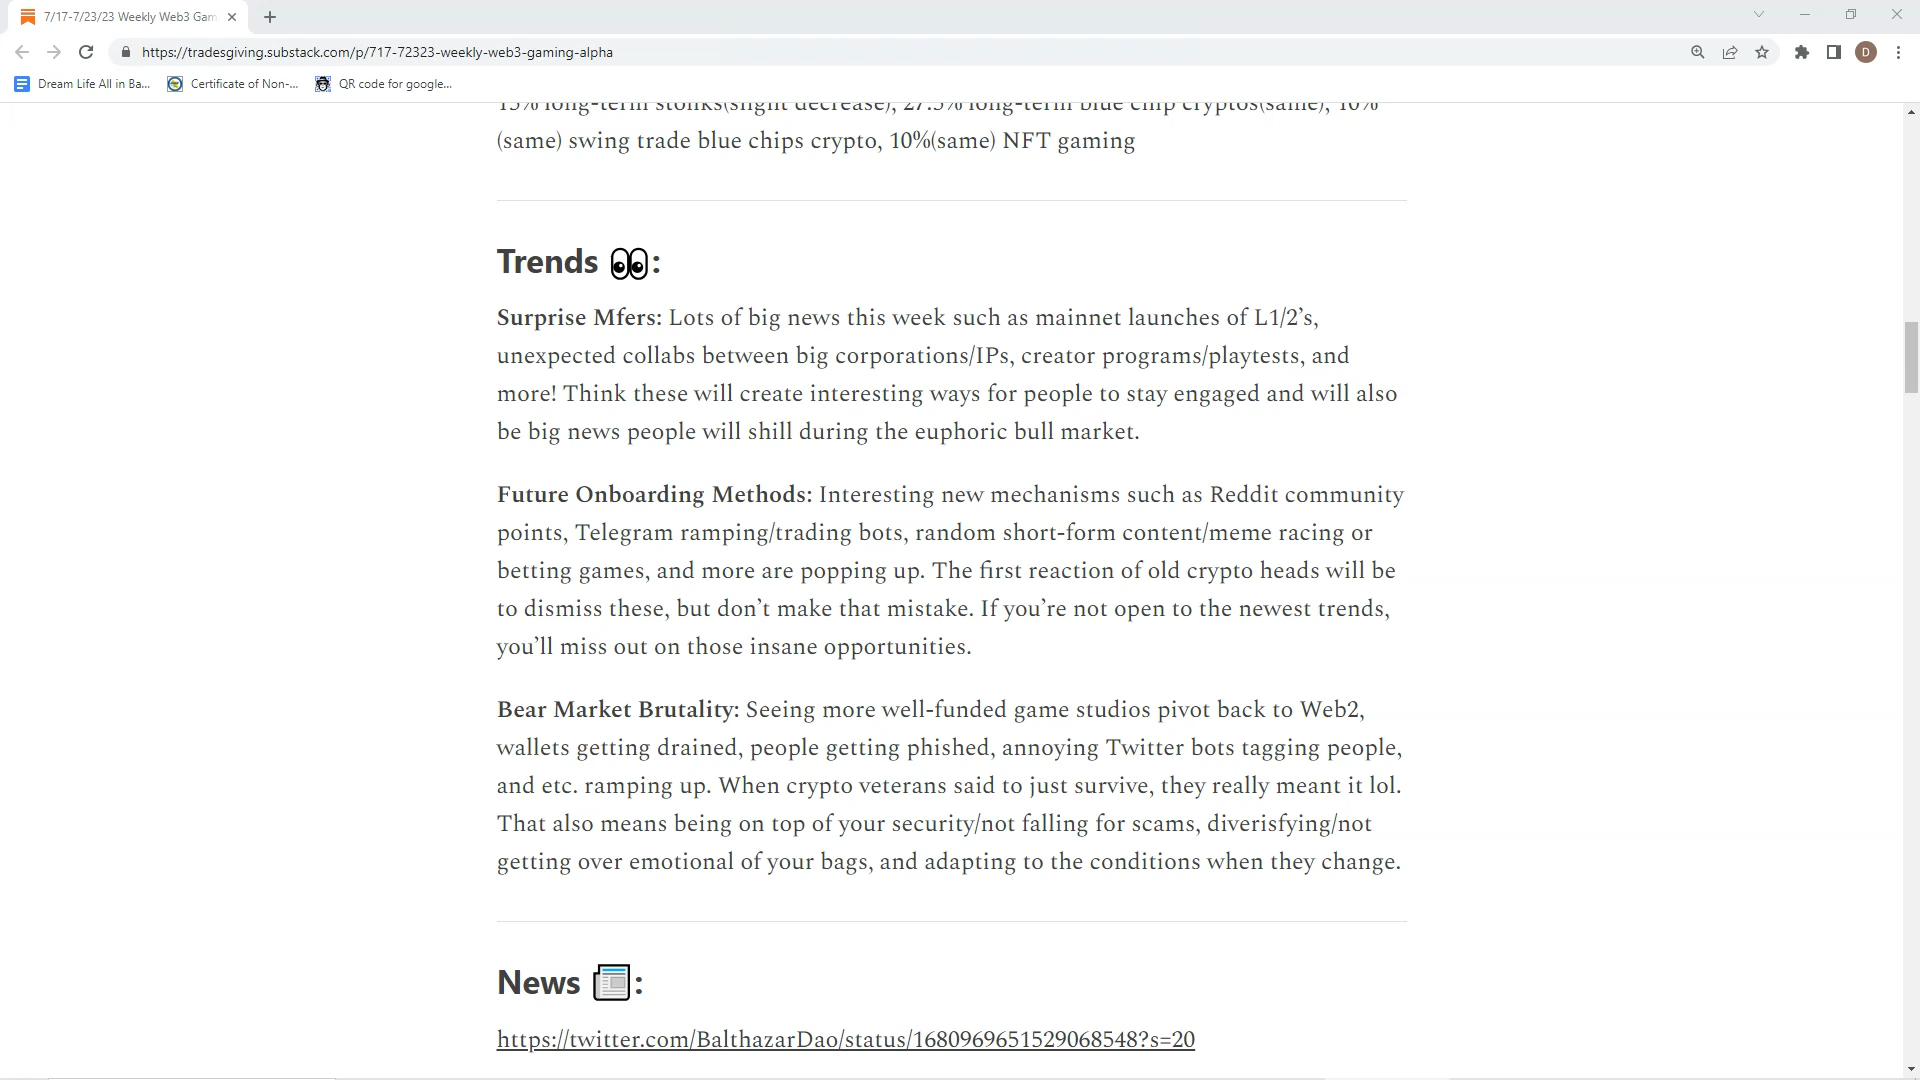 7/17-7/23/23 Weekly Web3 Gam
https://tradesgiving.substack.com/p/717-72323-weekly-web3-gaming-alpha
D
Dream Life All in Ba...
Certificate of Non-...
QR code for google...
15% long-term stonks(slight decrease), 27.5% long-term blue chip cryptos(same), 10%
(same) swing trade blue chips crypto, 10%(same) NFT gaming
Trends 👀:
Surprise Mfers: Lots of big news this week such as mainnet launches of L1/2’s,
unexpected collabs between big corporations/IPs, creator programs/playtests, and
more! Think these will create interesting ways for people to stay engaged and will also
be big news people will shill during the euphoric bull market.
Future Onboarding Methods: Interesting new mechanisms such as Reddit community
points, Telegram ramping/trading bots, random short-form content/meme racing or
betting games, and more are popping up. The first reaction of old crypto heads will be
to dismiss these, but don’t make that mistake. If you’re not open to the newest trends,
you’ll miss out on those insane opportunities.
Bear Market Brutality: Seeing more well-funded game studios pivot back to Web2,
wallets getting drained, people getting phished, annoying Twitter bots tagging people,
and etc. ramping up. When crypto veterans said to just survive, they really meant it lol.
That also means being on top of your security/not falling for scams, diverisfying/not
getting over emotional of your bags, and adapting to the conditions when they change.
News 📰:
https://twitter.com/BalthazarDao/status/1680969651529068548?s=20